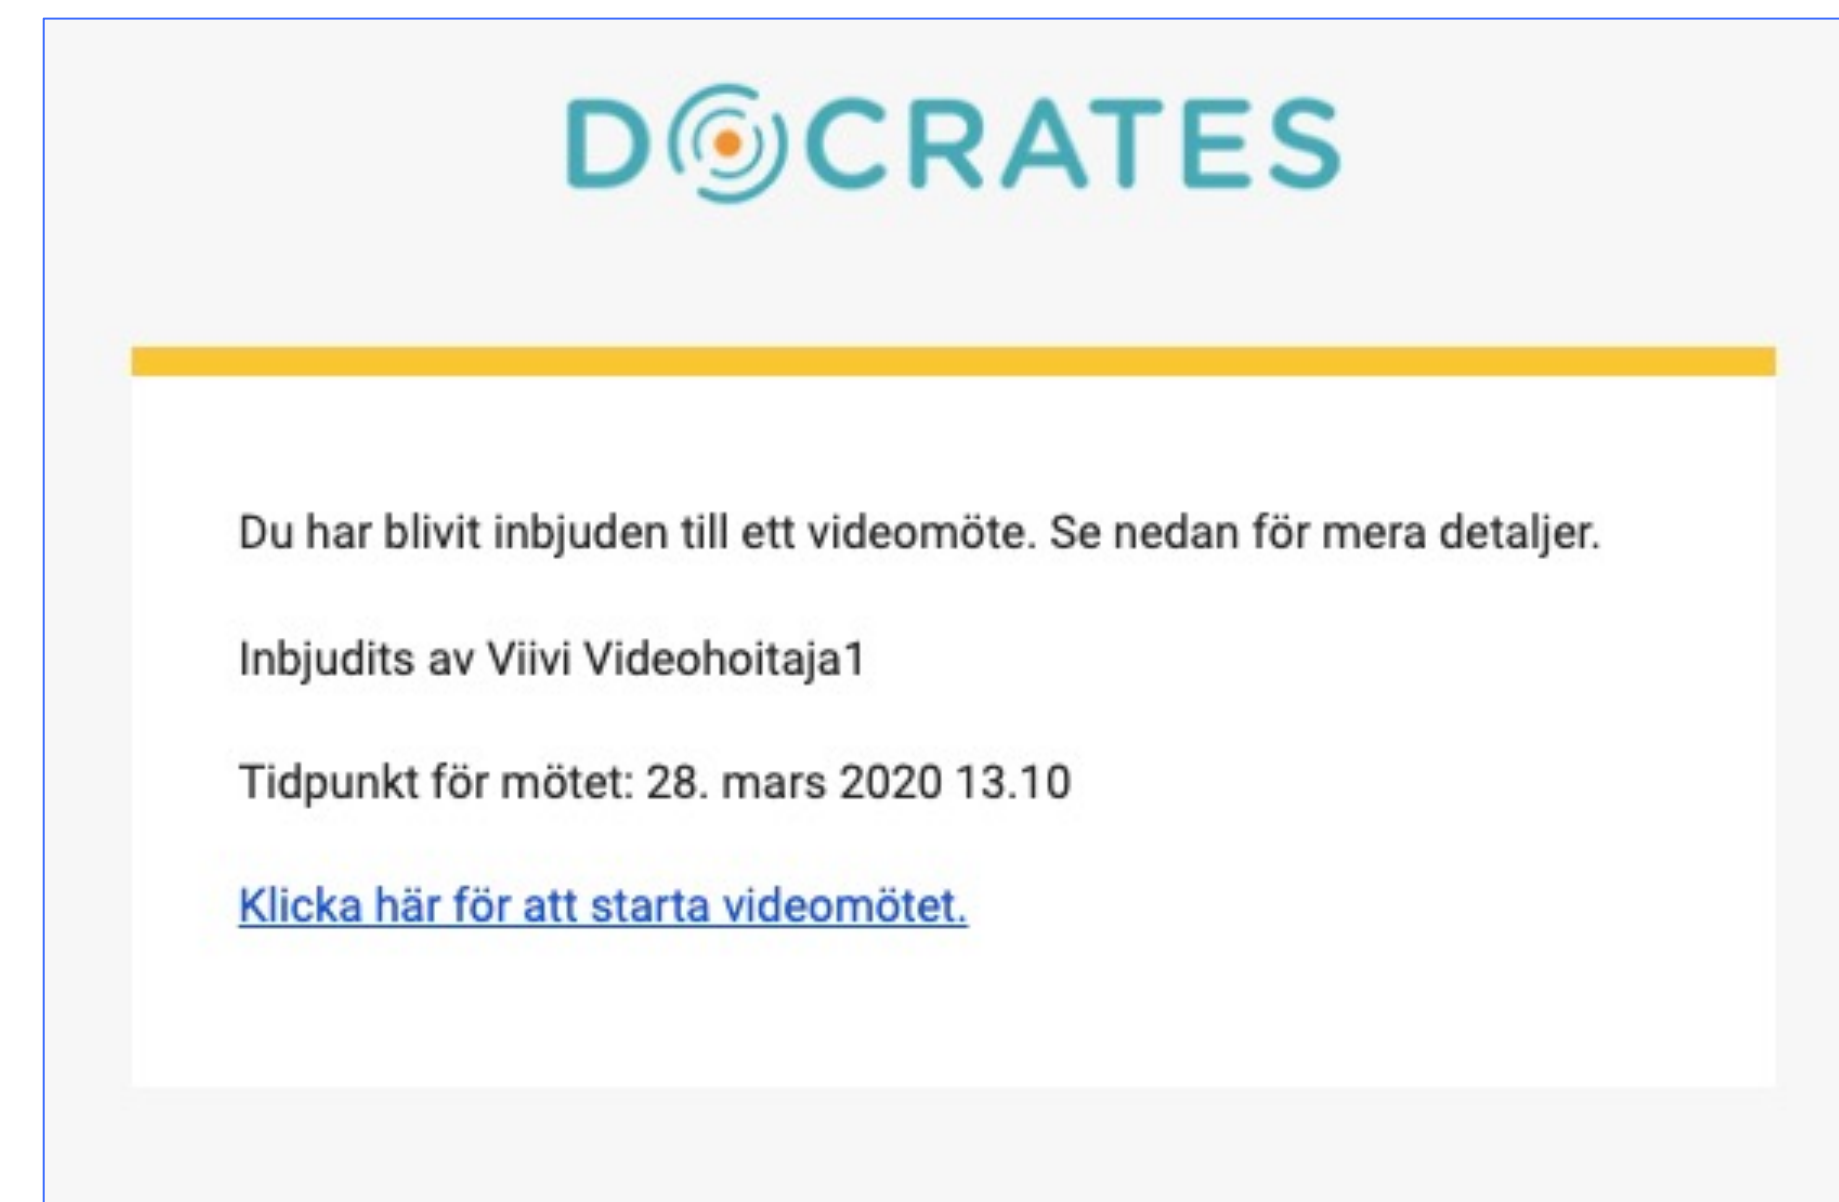 DOCRATES
Du har blivit inbjuden till ett videomöte. Se nedan för mera detaljer.
Inbjudits av Viivi Videohoitaja1
Tidpunkt för mötet: 28. mars 2020 13.10
Klicka här för att starta videomötet.